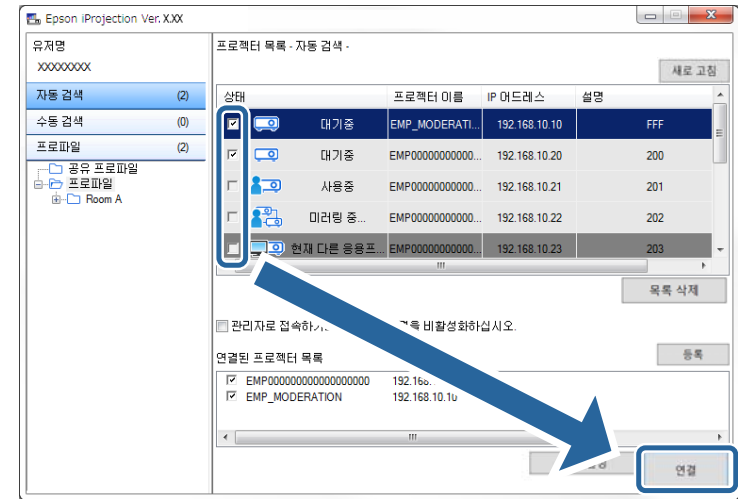 Epson iProjection Ver. X.XX
유저명
XXXXXXXX
자동 검색 (2)
수동 검색 (0)
프로파일 (2)
공유 프로파일
프로파일
Room A
프로젝터 목록 - 자동 검색 -
새로 고침
상태 프로젝터 이름 IP 어드레스 설명
대기중 EMP_MODERATI... 192.168.10.10 FFF
대기중 EMP00000000000... 192.168.10.20 200
사용중 EMP00000000000... 192.168.10.21 201
미러링 중... EMP00000000000... 192.168.10.22 202
현재 다른 응용프... EMP00000000000... 192.168.10.23 203
목록 삭제
관리자로 접속하기 비활성화하십시오.
연결된 프로젝터 목록
등록
EMP000000000000000000 192.168.
EMP_MODERATION 192.168.10.10
연결